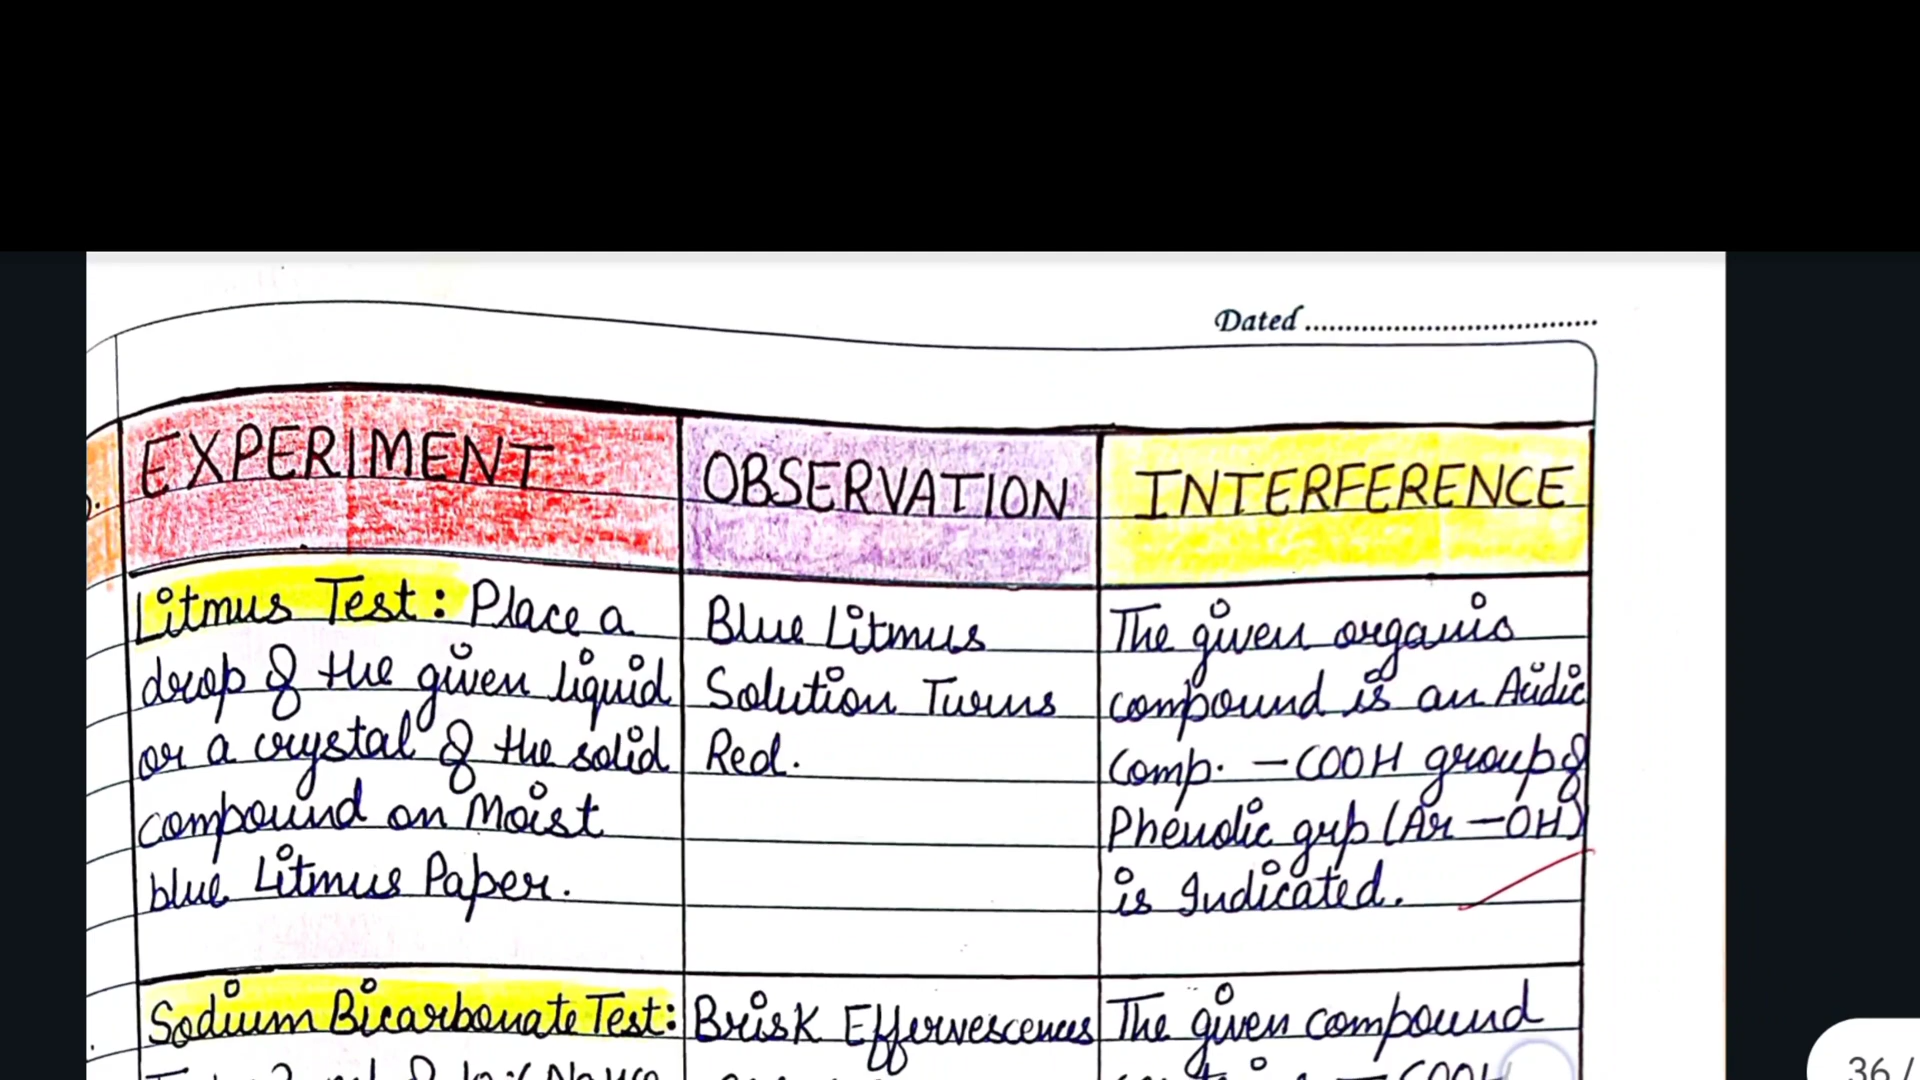 Dated
EXPERIMENT
OBSERVATION
INTERFERENCE
Litmus Test: Place a
drop of the given liquid
or a crystal of the solid
compound on Moist
blue Litmus Paper.
Blue Litmus
Solution Turns
Red.
The given organic
compound is an Acidic
Comp. -COOH group of
Phenolic grp (Ar-OH)
is Indicated.
Sodium Bicarbonate Test:
Brisk Effervescences
The given compound
-COOH
36 /